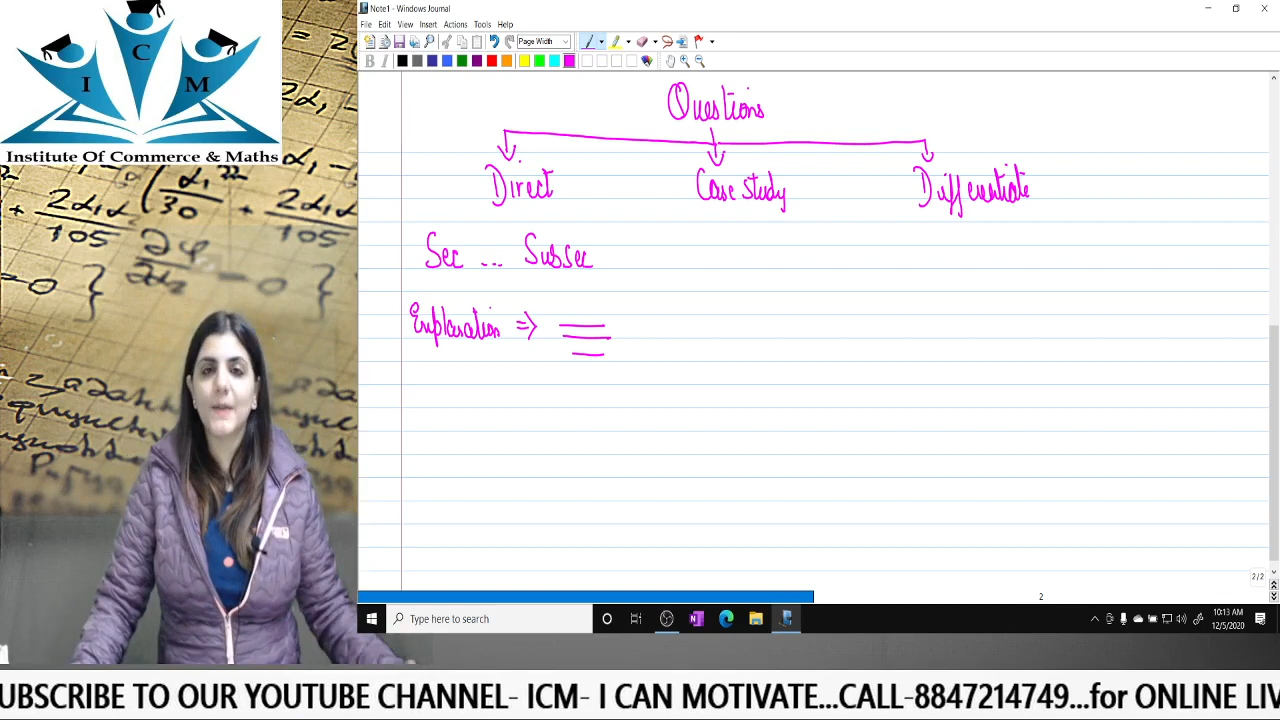 I C M
Institute Of Commerce & Maths
Note1 - Windows Journal
File Edit View Insert Actions Tools Help
Page Width
B I
Questions
Direct Case study Differentiate
Sec ... Subsec
Explanation ⇒
2/2
2
Type here to search
10:13 AM
12/5/2020
SUBSCRIBE TO OUR YOUTUBE CHANNEL- ICM- I CAN MOTIVATE...CALL-8847214749...for ONLINE LIV